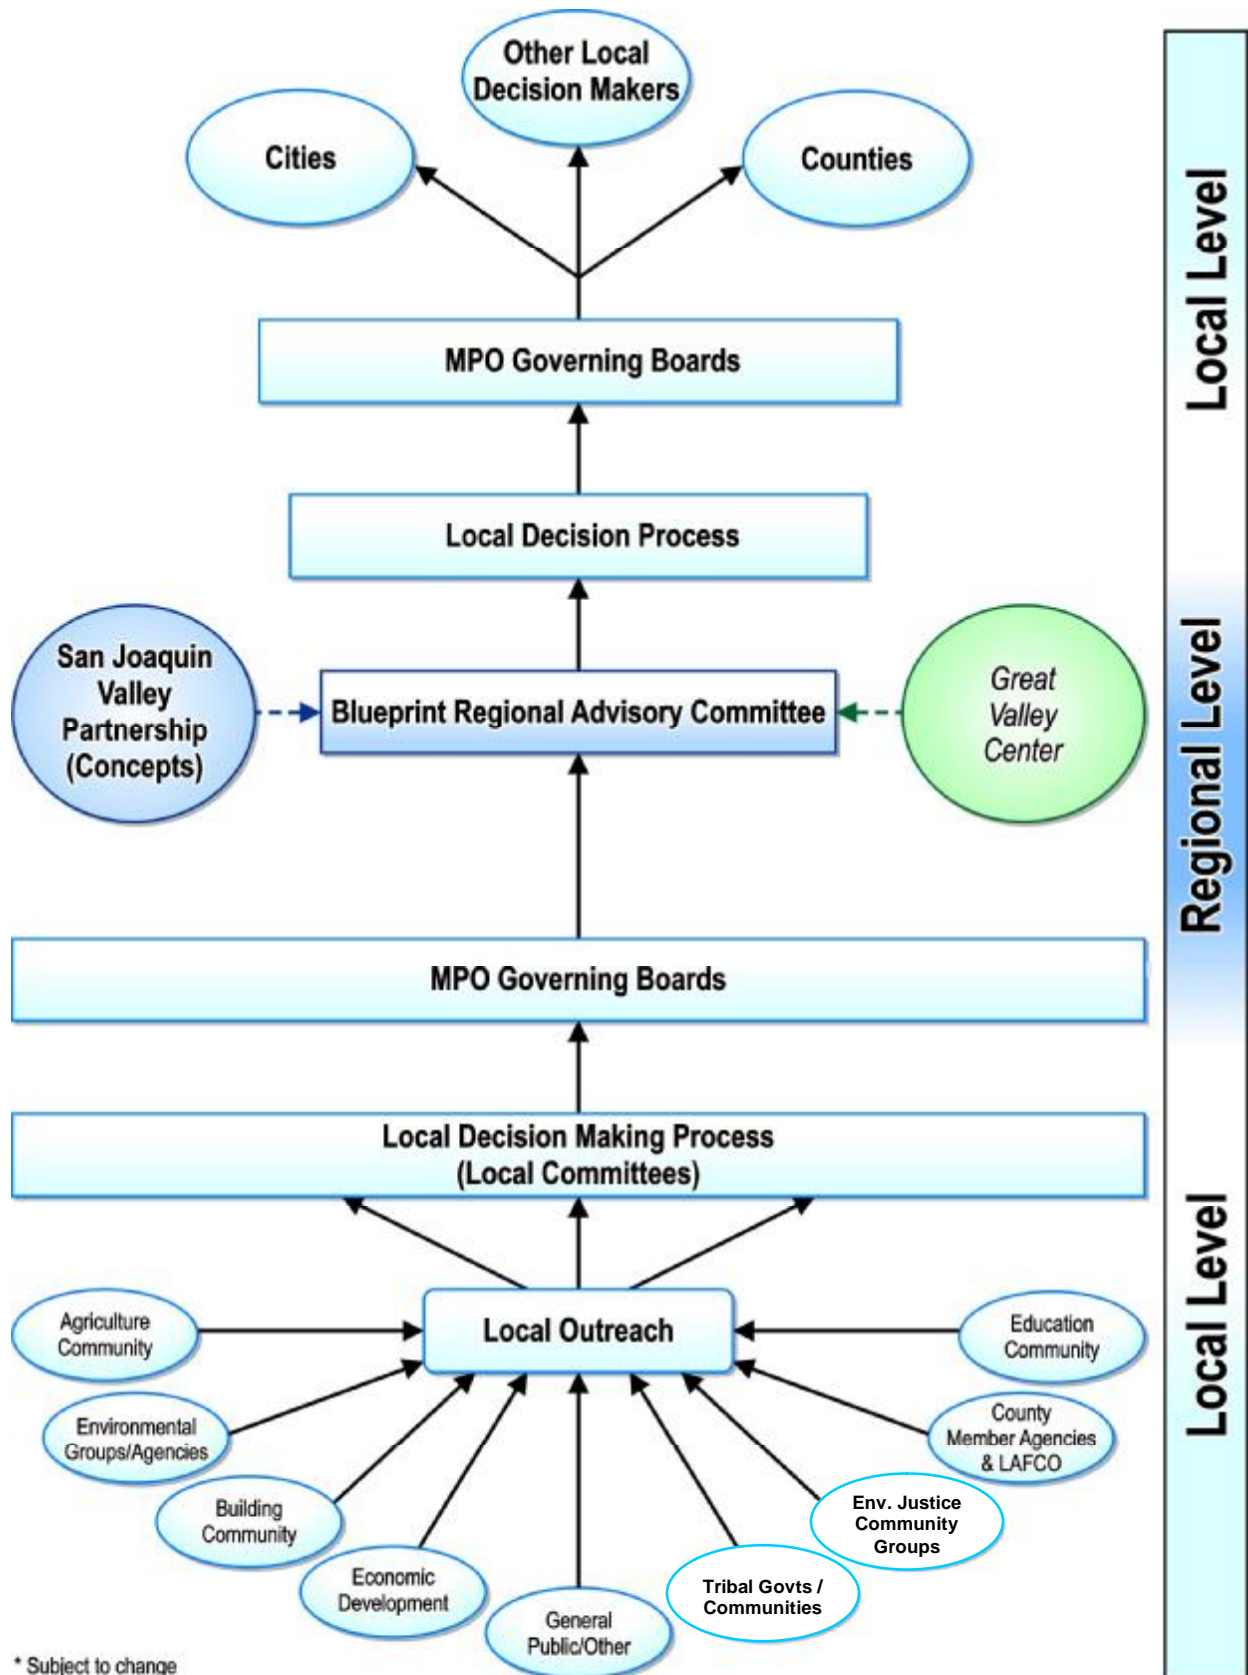 Other Local
Decision Makers
Cities
Counties
MPO Governing Boards
Local Decision Process
San Joaquin
Valley
Partnership
(Concepts)
Blueprint Regional Advisory Committee
Great
Valley
Center
MPO Governing Boards
Local Decision Making Process
(Local Committees)
Local Outreach
Agriculture
Community
Environmental
Groups/Agencies
Building
Community
Economic
Development
General
Public/Other
Tribal Govts /
Communities
Env. Justice
Community
Groups
County
Member Agencies
& LAFCO
Education
Community
Local Level
Regional Level
Local Level
* Subject to change